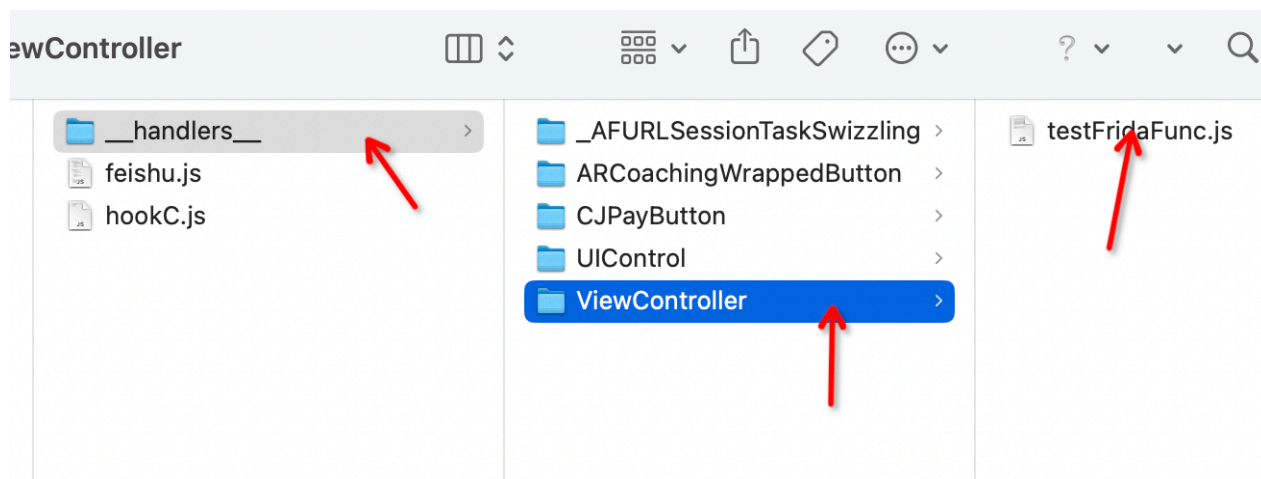 ewController
__handlers__
feishu.js
hookC.js
_AFURLSessionTaskSwizzling
ARCoachingWrappedButton
CJPayButton
UIControl
ViewController
testFridaFunc.js